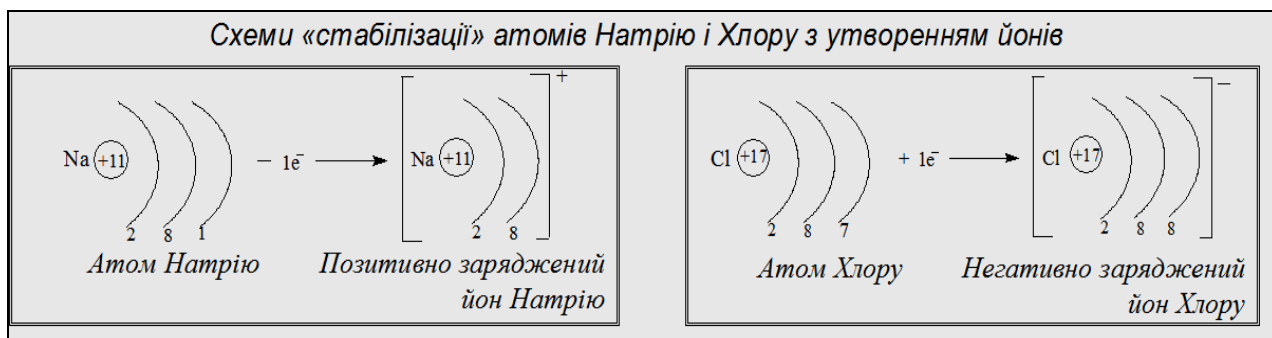 Схеми «стабілізації» атомів Натрію і Хлору з утворенням йонів
Na +11 − 1e⁻ Na +11 +
2 8 1 2 8
Атом Натрію Позитивно заряджений
йон Натрію
Cl +17 + 1e⁻ Cl +17 −
2 8 7 2 8 8
Атом Хлору Негативно заряджений
йон Хлору